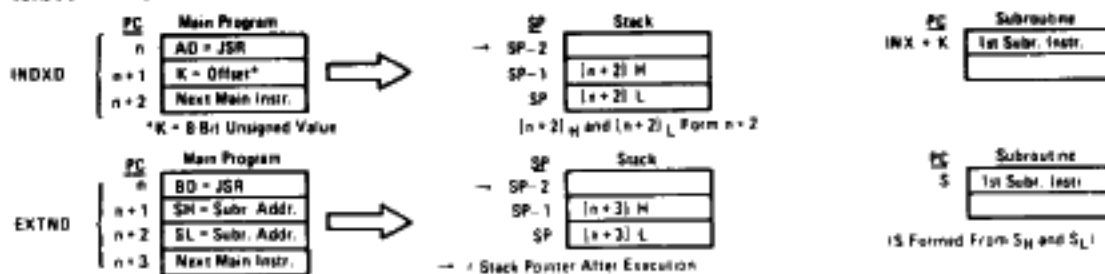 PC Main Program
INDXD
n AD = JSR
n + 1 K = Offset*
n + 2 Next Main Instr.
*K = 8 Bit Unsigned Value
SP Stack
→ SP-2
SP-1 [n + 2] H
SP [n + 2] L
[n + 2] H and [n + 2] L Form n + 2
PC Subroutine
INX + K 1st Subr. Instr.
PC Main Program
EXTND
n BD = JSR
n + 1 SH = Subr. Addr.
n + 2 SL = Subr. Addr.
n + 3 Next Main Instr.
SP Stack
→ SP-2
SP-1 [n + 3] H
SP [n + 3] L
→ = Stack Pointer After Execution
PC Subroutine
S 1st Subr. Instr
(S Formed From SH and SL)